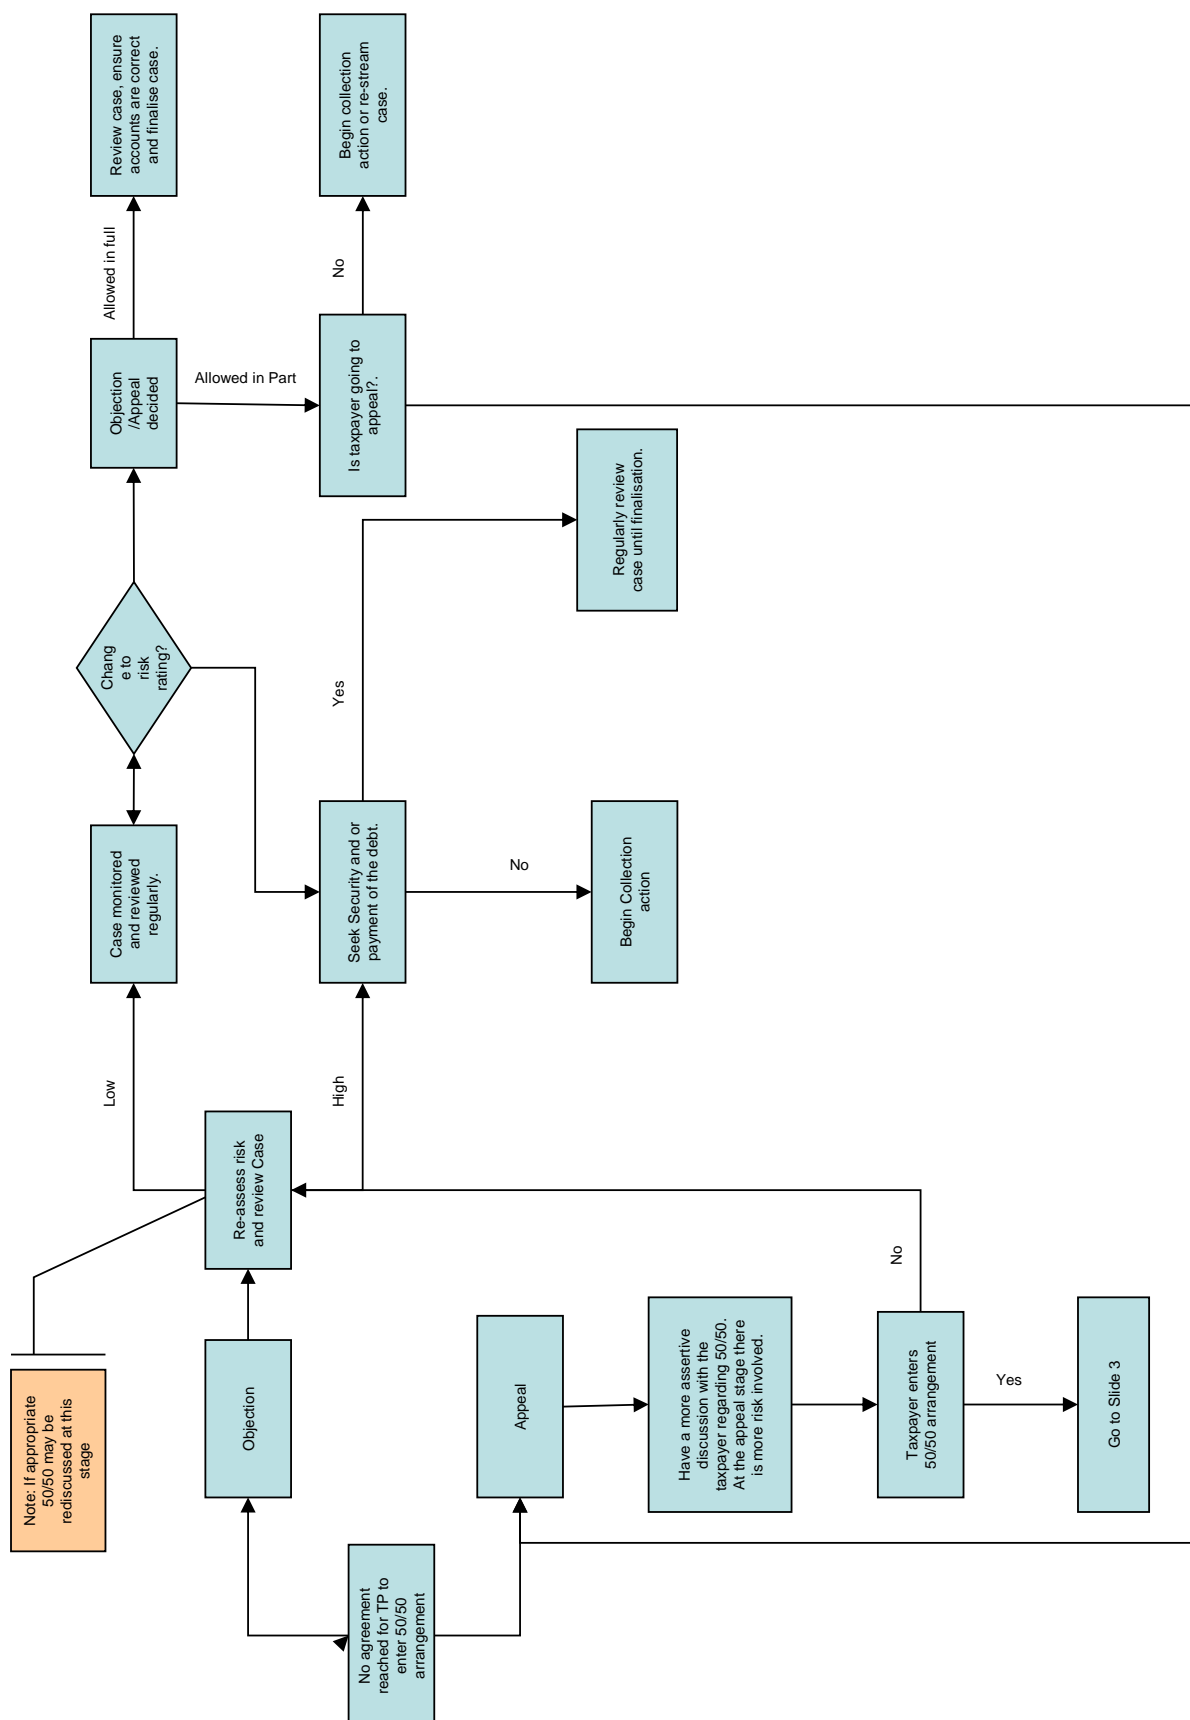 Note: If appropriate
50/50 may be
rediscussed at this
stage
No agreement
reached for TP to
enter 50/50
arrangement
Objection
Re-assess risk
and review Case
Low
High
Case monitored
and reviewed
regularly.
Chang
e to
risk
rating?
Objection
/Appeal
decided
Allowed in full
Review case, ensure
accounts are correct
and finalise case.
Allowed in Part
Is taxpayer going to
appeal?.
No
Begin collection
action or re-stream
case.
Seek Security and or
payment of the debt.
Yes
Regularly review
case until finalisation.
No
Begin Collection
action
Appeal
Have a more assertive
discussion with the
taxpayer regarding 50/50.
At the appeal stage there
is more risk involved.
Taxpayer enters
50/50 arrangement
No
Yes
Go to Slide 3